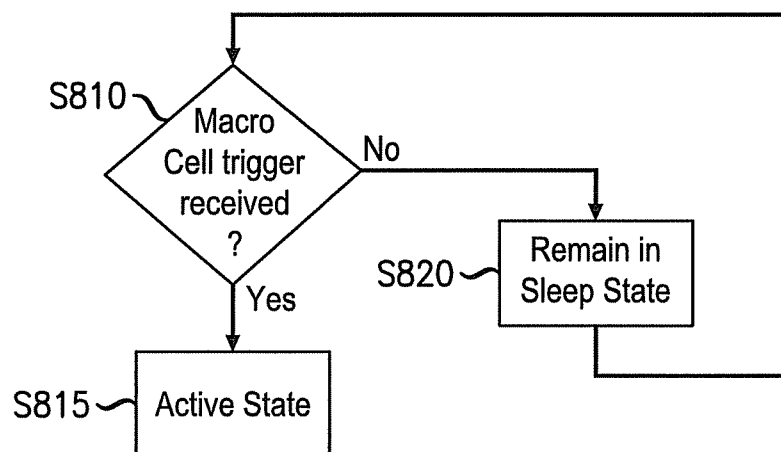 S810
Macro
Cell trigger
received
?
No
Yes
S820
Remain in
Sleep State
S815
Active State